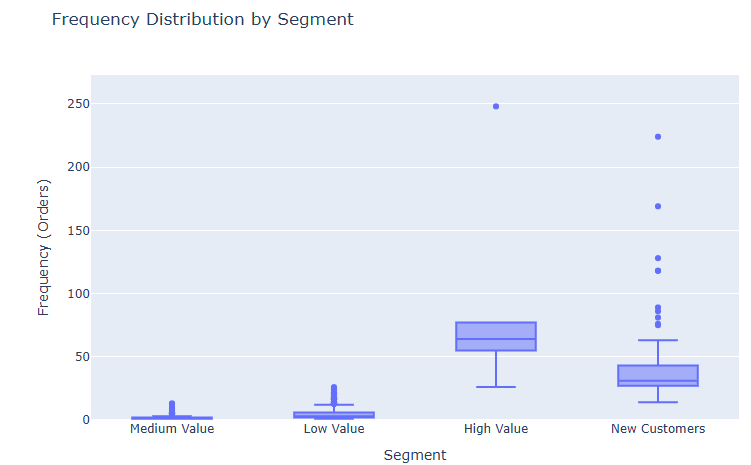 Frequency Distribution by Segment
250
200
150
100
50
0
Frequency (Orders)
Medium Value
Low Value
High Value
New Customers
Segment